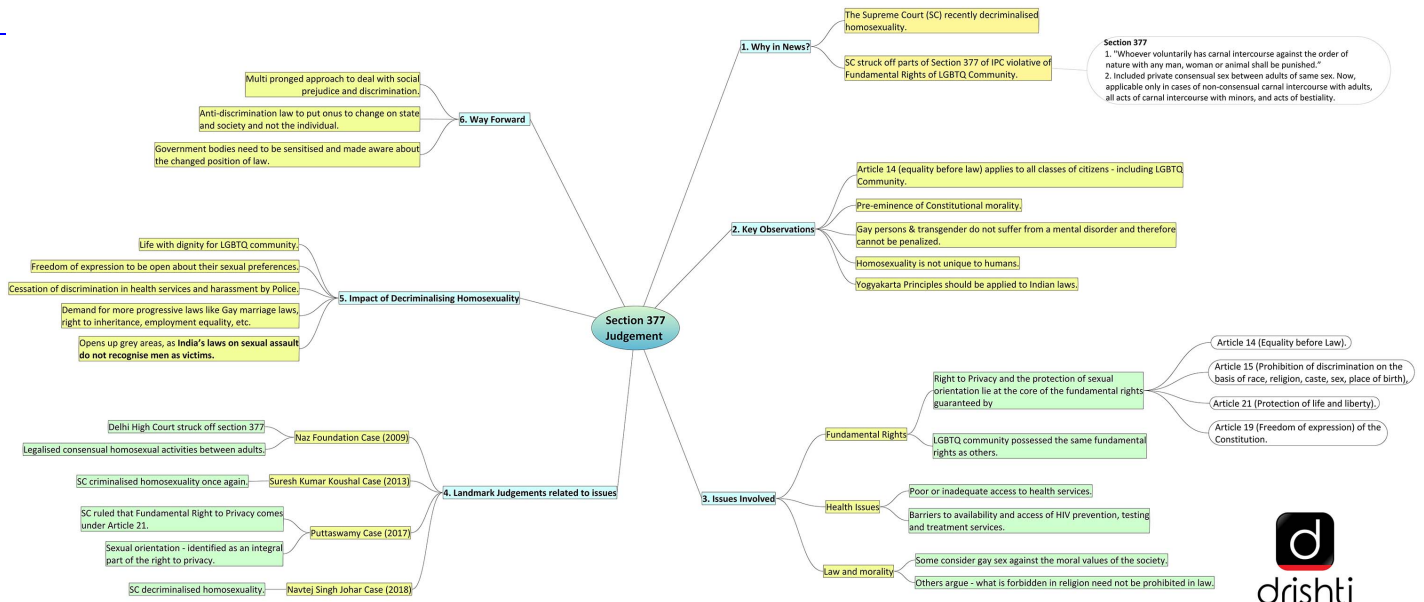 Section 377
Judgement
1. Why in News?
The Supreme Court (SC) recently decriminalised
homosexuality.
SC struck off parts of Section 377 of IPC violative of
Fundamental Rights of LGBTQ Community.
Section 377
1. "Whoever voluntarily has carnal intercourse against the order of
nature with any man, woman or animal shall be punished.”
2. Included private consensual sex between adults of same sex. Now,
applicable only in cases of non-consensual carnal intercourse with adults,
all acts of carnal intercourse with minors, and acts of bestiality.
2. Key Observations
Article 14 (equality before law) applies to all classes of citizens - including LGBTQ
Community.
Pre-eminence of Constitutional morality.
Gay persons & transgender do not suffer from a mental disorder and therefore
cannot be penalized.
Homosexuality is not unique to humans.
Yogyakarta Principles should be applied to Indian laws.
3. Issues Involved
Fundamental Rights
Right to Privacy and the protection of sexual
orientation lie at the core of the fundamental rights
guaranteed by
Article 14 (Equality before Law).
Article 15 (Prohibition of discrimination on the
basis of race, religion, caste, sex, place of birth),
Article 21 (Protection of life and liberty).
Article 19 (Freedom of expression) of the
Constitution.
LGBTQ community possessed the same fundamental
rights as others.
Health Issues
Poor or inadequate access to health services.
Barriers to availability and access of HIV prevention, testing
and treatment services.
Law and morality
Some consider gay sex against the moral values of the society.
Others argue - what is forbidden in religion need not be prohibited in law.
4. Landmark Judgements related to issues
Naz Foundation Case (2009)
Delhi High Court struck off section 377
Legalised consensual homosexual activities between adults.
Suresh Kumar Koushal Case (2013)
SC criminalised homosexuality once again.
Puttaswamy Case (2017)
SC ruled that Fundamental Right to Privacy comes
under Article 21.
Sexual orientation - identified as an integral
part of the right to privacy.
Navtej Singh Johar Case (2018)
SC decriminalised homosexuality.
5. Impact of Decriminalising Homosexuality
Life with dignity for LGBTQ community.
Freedom of expression to be open about their sexual preferences.
Cessation of discrimination in health services and harassment by Police.
Demand for more progressive laws like Gay marriage laws,
right to inheritance, employment equality, etc.
Opens up grey areas, as India’s laws on sexual assault
do not recognise men as victims.
6. Way Forward
Multi pronged approach to deal with social
prejudice and discrimination.
Anti-discrimination law to put onus to change on state
and society and not the individual.
Government bodies need to be sensitised and made aware about
the changed position of law.
d
drishti